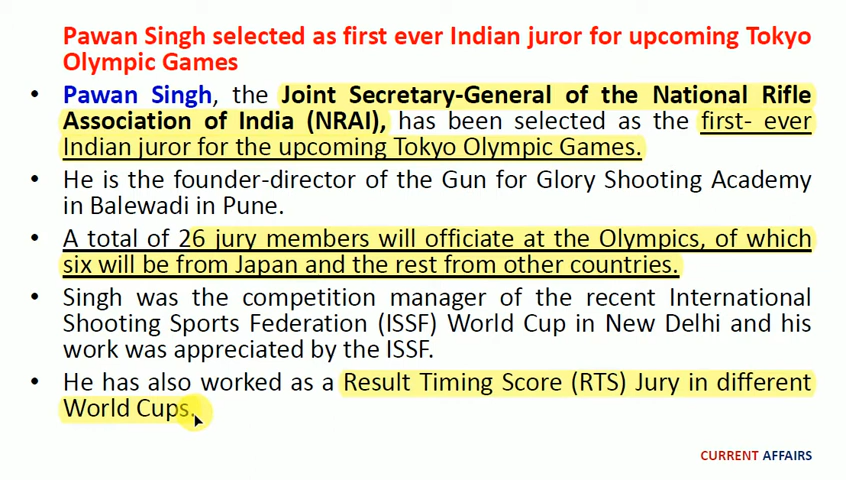 Pawan Singh selected as first ever Indian juror for upcoming Tokyo
Olympic Games
• Pawan Singh, the Joint Secretary-General of the National Rifle
Association of India (NRAI), has been selected as the first- ever
Indian juror for the upcoming Tokyo Olympic Games.
• He is the founder-director of the Gun for Glory Shooting Academy
in Balewadi in Pune.
• A total of 26 jury members will officiate at the Olympics, of which
six will be from Japan and the rest from other countries.
• Singh was the competition manager of the recent International
Shooting Sports Federation (ISSF) World Cup in New Delhi and his
work was appreciated by the ISSF.
• He has also worked as a Result Timing Score (RTS) Jury in different
World Cups.
CURRENT AFFAIRS